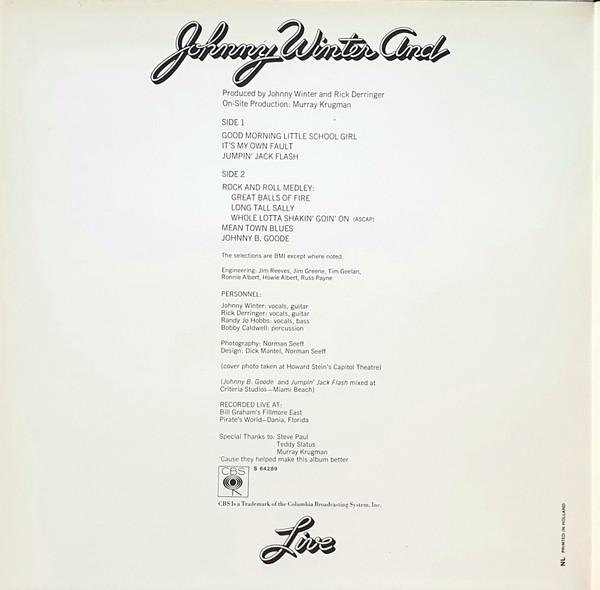 Johnny Winter And
Produced by Johnny Winter and Rick Derringer
On-Site Production: Murray Krugman
SIDE 1
GOOD MORNING LITTLE SCHOOL GIRL
IT'S MY OWN FAULT
JUMPIN' JACK FLASH
SIDE 2
ROCK AND ROLL MEDLEY:
GREAT BALLS OF FIRE
LONG TALL SALLY
WHOLE LOTTA SHAKIN' GOIN' ON (ASCAP)
MEAN TOWN BLUES
JOHNNY B. GOODE
The selections are BMI except where noted.
Engineering: Jim Reeves, Jim Greene, Tim Geelan,
Ronnie Albert, Howie Albert, Russ Payne
PERSONNEL:
Johnny Winter: vocals, guitar
Rick Derringer: vocals, guitar
Randy Jo Hobbs: vocals, bass
Bobby Caldwell: percussion
Photography: Norman Seeff
Design: Dick Mantel, Norman Seeff
(cover photo taken at Howard Stein's Capitol Theatre)
(Johnny B. Goode and Jumpin' Jack Flash mixed at
Criteria Studios—Miami Beach)
RECORDED LIVE AT:
Bill Graham's Fillmore East
Pirate's World—Dania, Florida
Special Thanks to: Steve Paul
Teddy Slatus
Murray Krugman
'Cause they helped make this album better
CBS S 64289
CBS Is a Trademark of the Columbia Broadcasting System, Inc.
Live
NL PRINTED IN HOLLAND